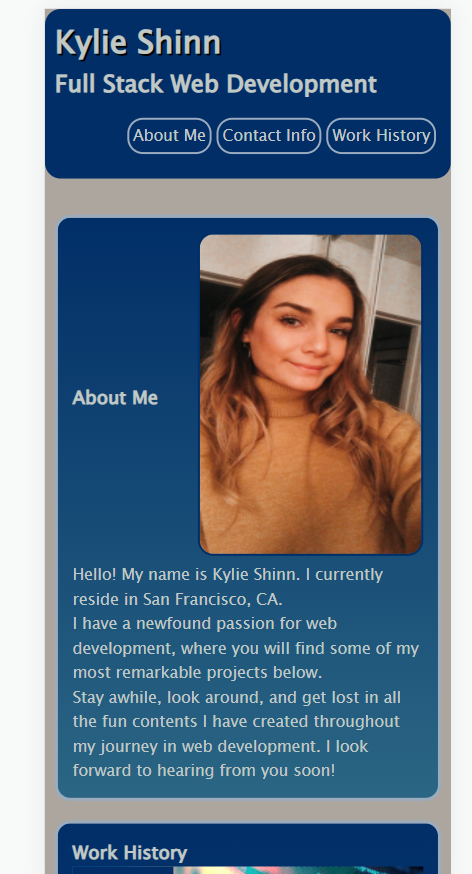 Kylie Shinn
Full Stack Web Development
About Me
Contact Info
Work History
About Me
Hello! My name is Kylie Shinn. I currently
reside in San Francisco, CA.
I have a newfound passion for web
development, where you will find some of my
most remarkable projects below.
Stay awhile, look around, and get lost in all
the fun contents I have created throughout
my journey in web development. I look
forward to hearing from you soon!
Work History